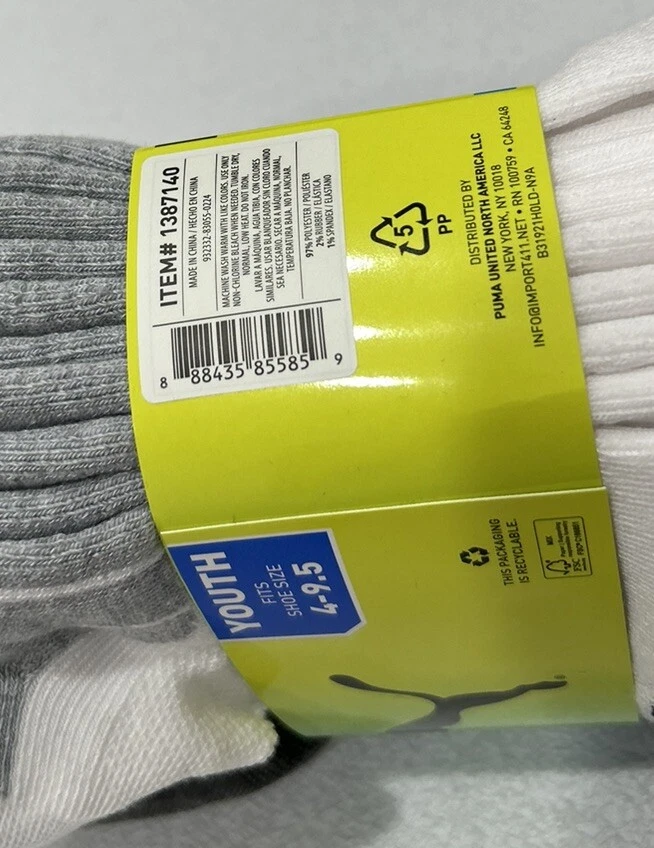 ITEM# 1387140
MADE IN CHINA / HECHO EN CHINA
932332-83055-0224
MACHINE WASH WARM WITH LIKE COLORS. USE ONLY
NON-CHLORINE BLEACH WHEN NEEDED. TUMBLE DRY,
NORMAL, LOW HEAT. DO NOT IRON.
LAVAR A MÁQUINA, AGUA TIBIA, CON COLORES
SIMILARES. USAR BLANQUEADOR SIN CLORO CUANDO
SEA NECESARIO. SECAR A MÁQUINA, NORMAL,
TEMPERATURA BAJA. NO PLANCHAR.
97% POLYESTER / POLIÉSTER
2% RUBBER / ELÁSTICA
1% SPANDEX / ELASTANO
8 88435 85585 9
5
PP
DISTRIBUTED BY
PUMA UNITED NORTH AMERICA LLC
NEW YORK, NY 10018
INFO@IMPORT411.NET • RN 100759 • CA 64248
B31921HOLD-N9A
YOUTH
FITS
SHOE SIZE
4-9.5
THIS PACKAGING
IS RECYCLABLE.
FSC
MIX